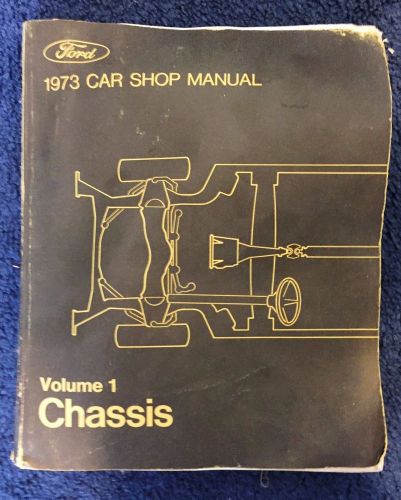 Ford
1973 CAR SHOP MANUAL
Volume 1
Chassis